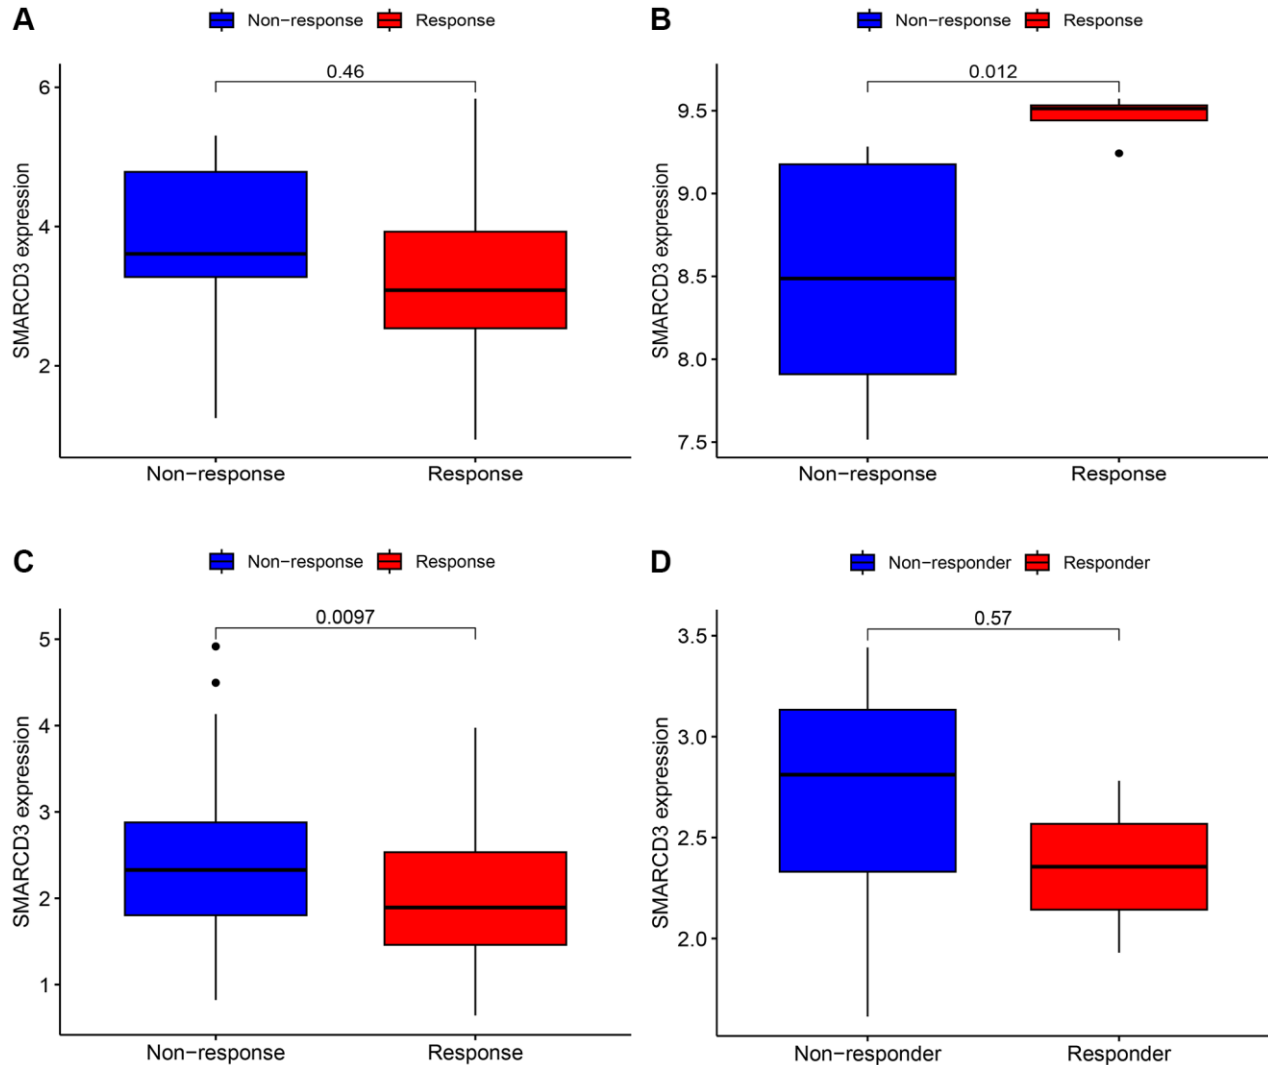 A
Non−response Response
0.46
SMARCD3 expression
6
4
2
Non−response Response
B
Non−response Response
0.012
SMARCD3 expression
9.5
9.0
8.5
8.0
7.5
Non−response Response
C
Non−response Response
0.0097
SMARCD3 expression
5
4
3
2
1
Non−response Response
D
Non−responder Responder
0.57
SMARCD3 expression
3.5
3.0
2.5
2.0
Non−responder Responder